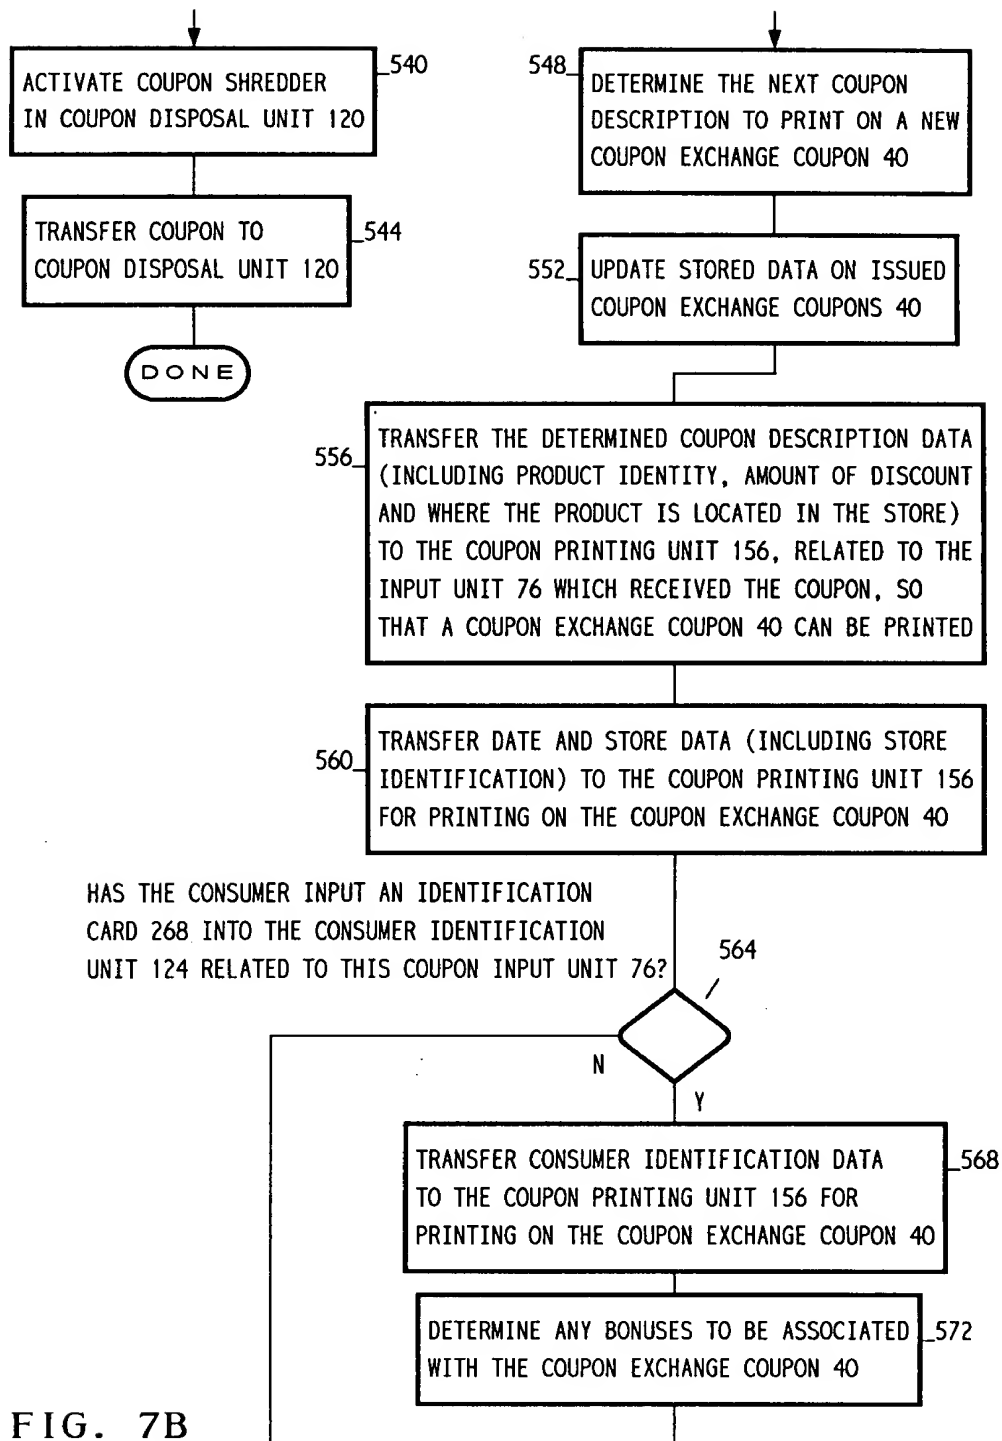 ACTIVATE COUPON SHREDDER
IN COUPON DISPOSAL UNIT 120
540
TRANSFER COUPON TO
COUPON DISPOSAL UNIT 120
544
DONE
548
DETERMINE THE NEXT COUPON
DESCRIPTION TO PRINT ON A NEW
COUPON EXCHANGE COUPON 40
552
UPDATE STORED DATA ON ISSUED
COUPON EXCHANGE COUPONS 40
556
TRANSFER THE DETERMINED COUPON DESCRIPTION DATA
(INCLUDING PRODUCT IDENTITY, AMOUNT OF DISCOUNT
AND WHERE THE PRODUCT IS LOCATED IN THE STORE)
TO THE COUPON PRINTING UNIT 156, RELATED TO THE
INPUT UNIT 76 WHICH RECEIVED THE COUPON, SO
THAT A COUPON EXCHANGE COUPON 40 CAN BE PRINTED
560
TRANSFER DATE AND STORE DATA (INCLUDING STORE
IDENTIFICATION) TO THE COUPON PRINTING UNIT 156
FOR PRINTING ON THE COUPON EXCHANGE COUPON 40
HAS THE CONSUMER INPUT AN IDENTIFICATION
CARD 268 INTO THE CONSUMER IDENTIFICATION
UNIT 124 RELATED TO THIS COUPON INPUT UNIT 76?
564
N
Y
TRANSFER CONSUMER IDENTIFICATION DATA
TO THE COUPON PRINTING UNIT 156 FOR
PRINTING ON THE COUPON EXCHANGE COUPON 40
568
DETERMINE ANY BONUSES TO BE ASSOCIATED
WITH THE COUPON EXCHANGE COUPON 40
572
FIG. 7B